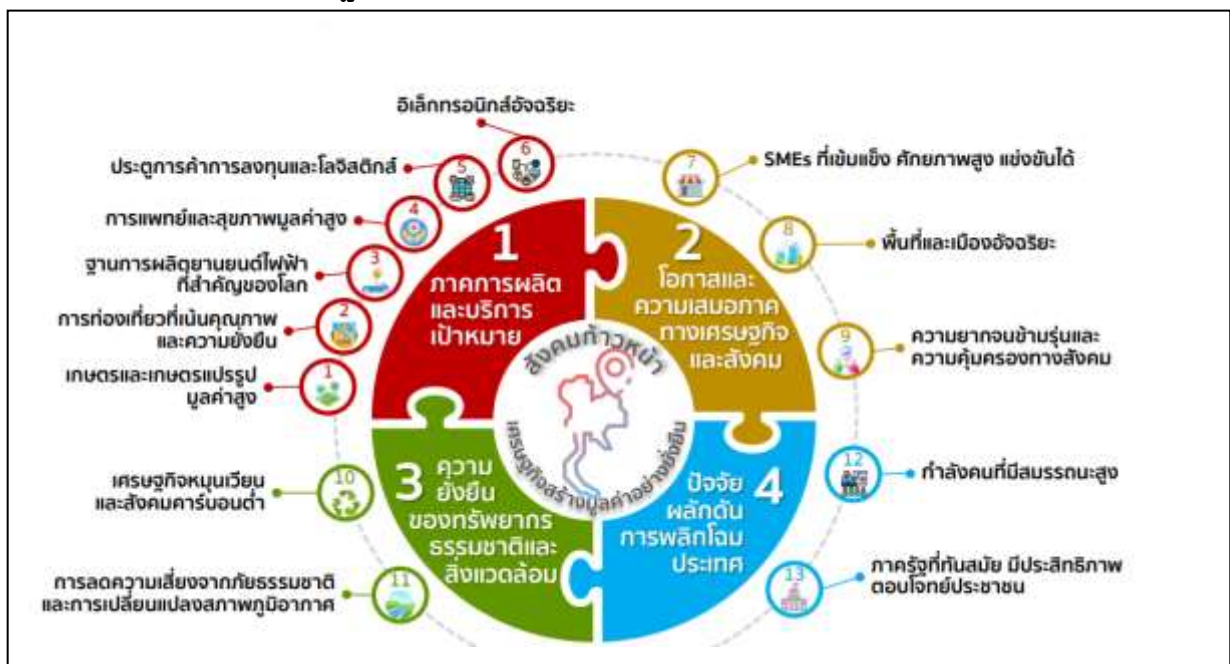 อิเล็กทรอนิกส์อัจฉริยะ
6
ประตูการค้าการลงทุนและโลจิสติกส์
5
การแพทย์และสุขภาพมูลค่าสูง
4
ฐานการผลิตยานยนต์ไฟฟ้า
ที่สำคัญของโลก
3
การท่องเที่ยวที่เน้นคุณภาพ
และความยั่งยืน
2
เกษตรและเกษตรแปรรูป
มูลค่าสูง
1
1
ภาคการผลิต
และบริการ
เป้าหมาย
7
SMEs ที่เข้มแข็ง ศักยภาพสูง แข่งขันได้
8
พื้นที่และเมืองอัจฉริยะ
9
ความยากจนข้ามรุ่นและ
ความคุ้มครองทางสังคม
2
โอกาสและ
ความเสมอภาค
ทางเศรษฐกิจ
และสังคม
สังคมก้าวหน้า
เศรษฐกิจสร้างมูลค่าอย่างยั่งยืน
เศรษฐกิจหมุนเวียน
และสังคมคาร์บอนต่ำ
10
การลดความเสี่ยงจากภัยธรรมชาติ
และการเปลี่ยนแปลงสภาพภูมิอากาศ
11
3
ความ
ยั่งยืน
ของทรัพยากร
ธรรมชาติและ
สิ่งแวดล้อม
4
ปัจจัย
ผลักดัน
การพลิกโฉม
ประเทศ
12
กำลังคนที่มีสมรรถนะสูง
13
ภาครัฐที่ทันสมัย มีประสิทธิภาพ
ตอบโจทย์ประชาชน